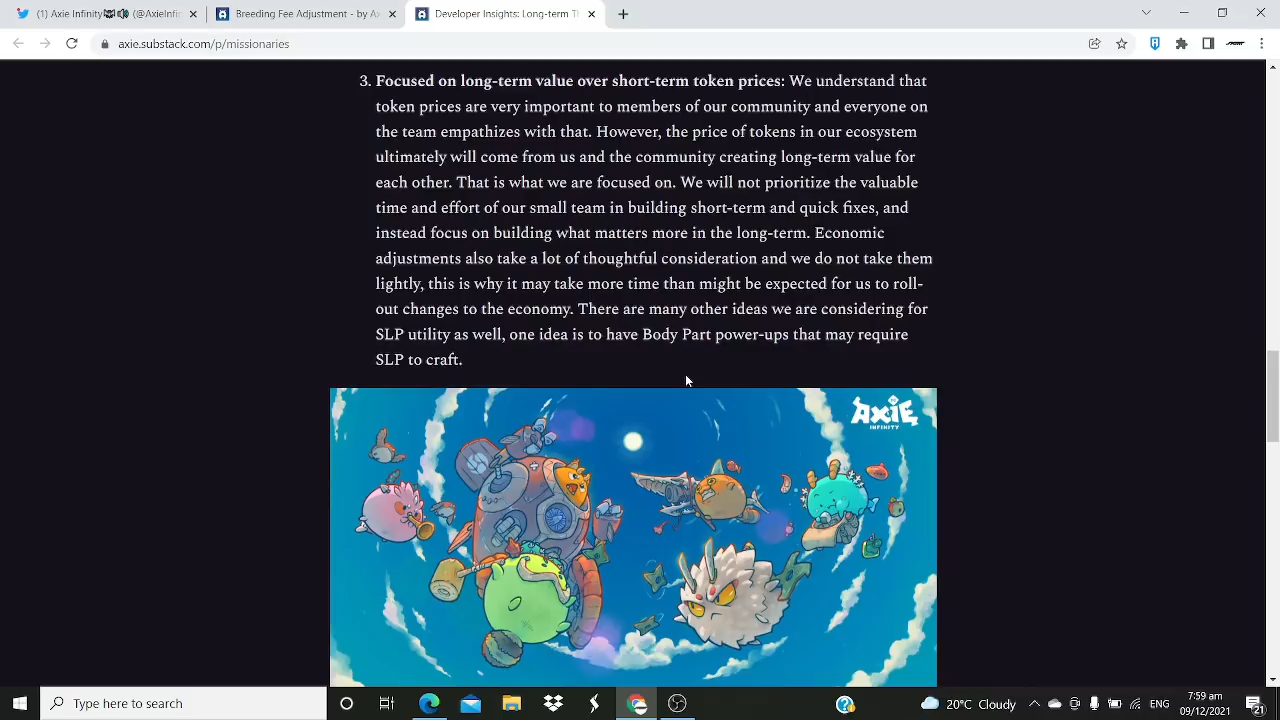 (1) Axie Infinity🦇🔊 (@AxieInfin
Breeding Fee Adjustment - by Ax
Developer Insights: Long-term Th
axie.substack.com/p/missionaries
3. Focused on long-term value over short-term token prices: We understand that
token prices are very important to members of our community and everyone on
the team empathizes with that. However, the price of tokens in our ecosystem
ultimately will come from us and the community creating long-term value for
each other. That is what we are focused on. We will not prioritize the valuable
time and effort of our small team in building short-term and quick fixes, and
instead focus on building what matters more in the long-term. Economic
adjustments also take a lot of thoughtful consideration and we do not take them
lightly, this is why it may take more time than might be expected for us to roll-
out changes to the economy. There are many other ideas we are considering for
SLP utility as well, one idea is to have Body Part power-ups that may require
SLP to craft.
AXIE
INFINITY
Type here to search
20°C Cloudy
ENG
7:59 am
09/12/2021
21